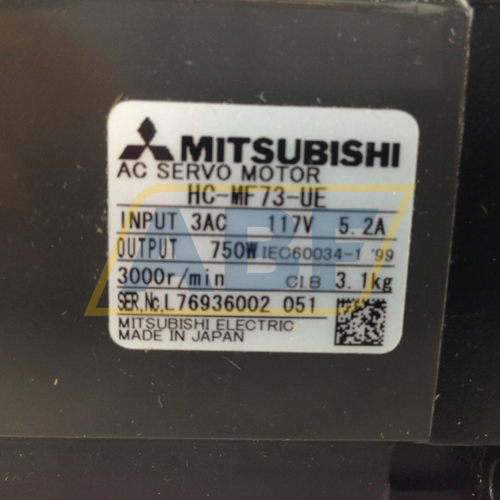 MITSUBISHI
AC SERVO MOTOR
HC-MF73-UE
INPUT 3AC 117V 5.2A
OUTPUT 750W IEC60034-1 '99
3000r/min CI.B 3.1kg
SER.No.L76936002 051
MITSUBISHI ELECTRIC
MADE IN JAPAN
ABF